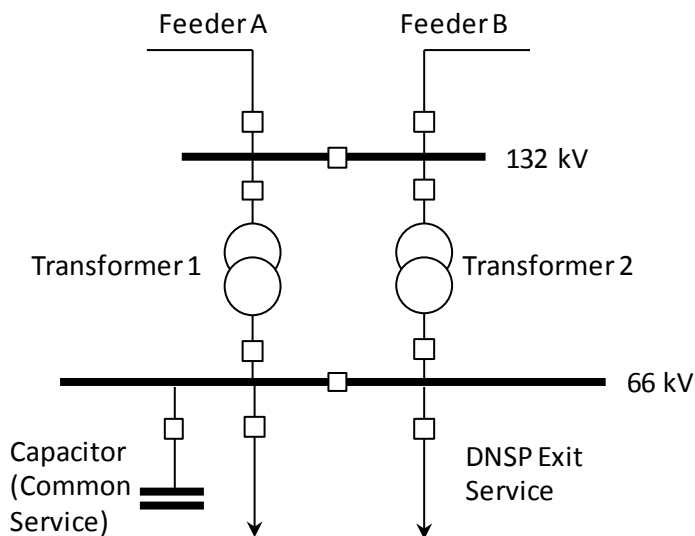 Feeder A
Feeder B
132 kV
Transformer 1
Transformer 2
66 kV
Capacitor
(Common
Service)
DNSP Exit
Service